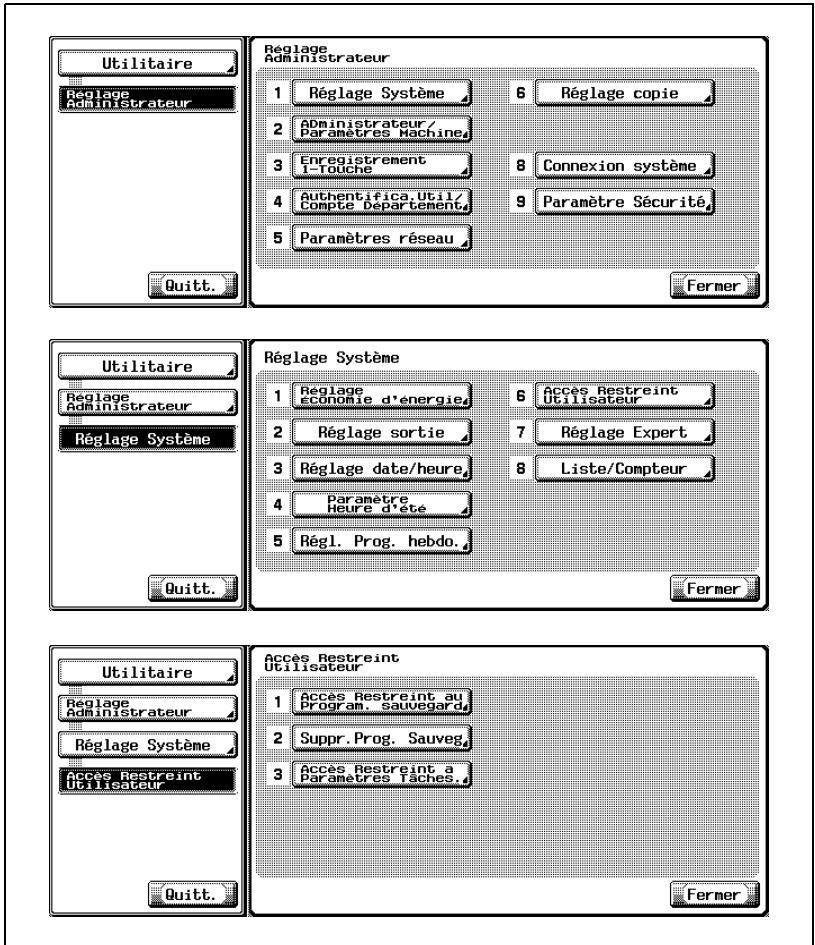 Utilitaire
Réglage
Administrateur
Quitt.
Réglage
Administrateur
1 Réglage Système
2 ADministrateur/
Paramètres Machine
3 Enregistrement
1-Touche
4 Authentifica.Util/
Compte Département
5 Paramètres réseau
6 Réglage copie
8 Connexion système
9 Paramètre Sécurité
Fermer
Utilitaire
Réglage
Administrateur
Réglage Système
Quitt.
Réglage Système
1 Réglage
économie d'énergie
2 Réglage sortie
3 Réglage date/heure
4 Paramètre
Heure d'été
5 Régl. Prog. hebdo.
6 Accès Restreint
Utilisateur
7 Réglage Expert
8 Liste/Compteur
Fermer
Utilitaire
Réglage
Administrateur
Réglage Système
Accès Restreint
Utilisateur
Quitt.
Accès Restreint
Utilisateur
1 Accès Restreint au
Program. sauvegard
2 Suppr.Prog. Sauveg
3 Accès Restreint a
Paramètres Tâches.
Fermer